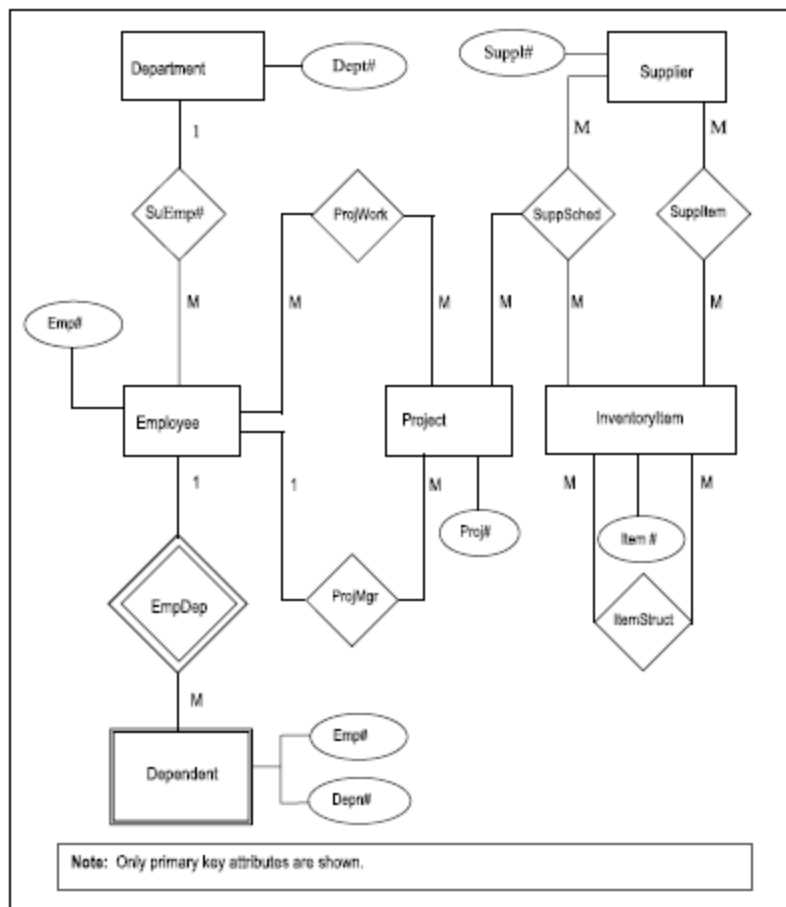 Department
Dept#
Suppl#
Supplier
1
M
M
SuEmp#
ProjWork
SuppSched
SuppItem
M
M
M
M
M
M
Emp#
Employee
Project
InventoryItem
1
1
M
M
M
Proj#
Item #
EmpDep
ProjMgr
ItemStruct
M
Emp#
Dependent
Depn#
Note: Only primary key attributes are shown.